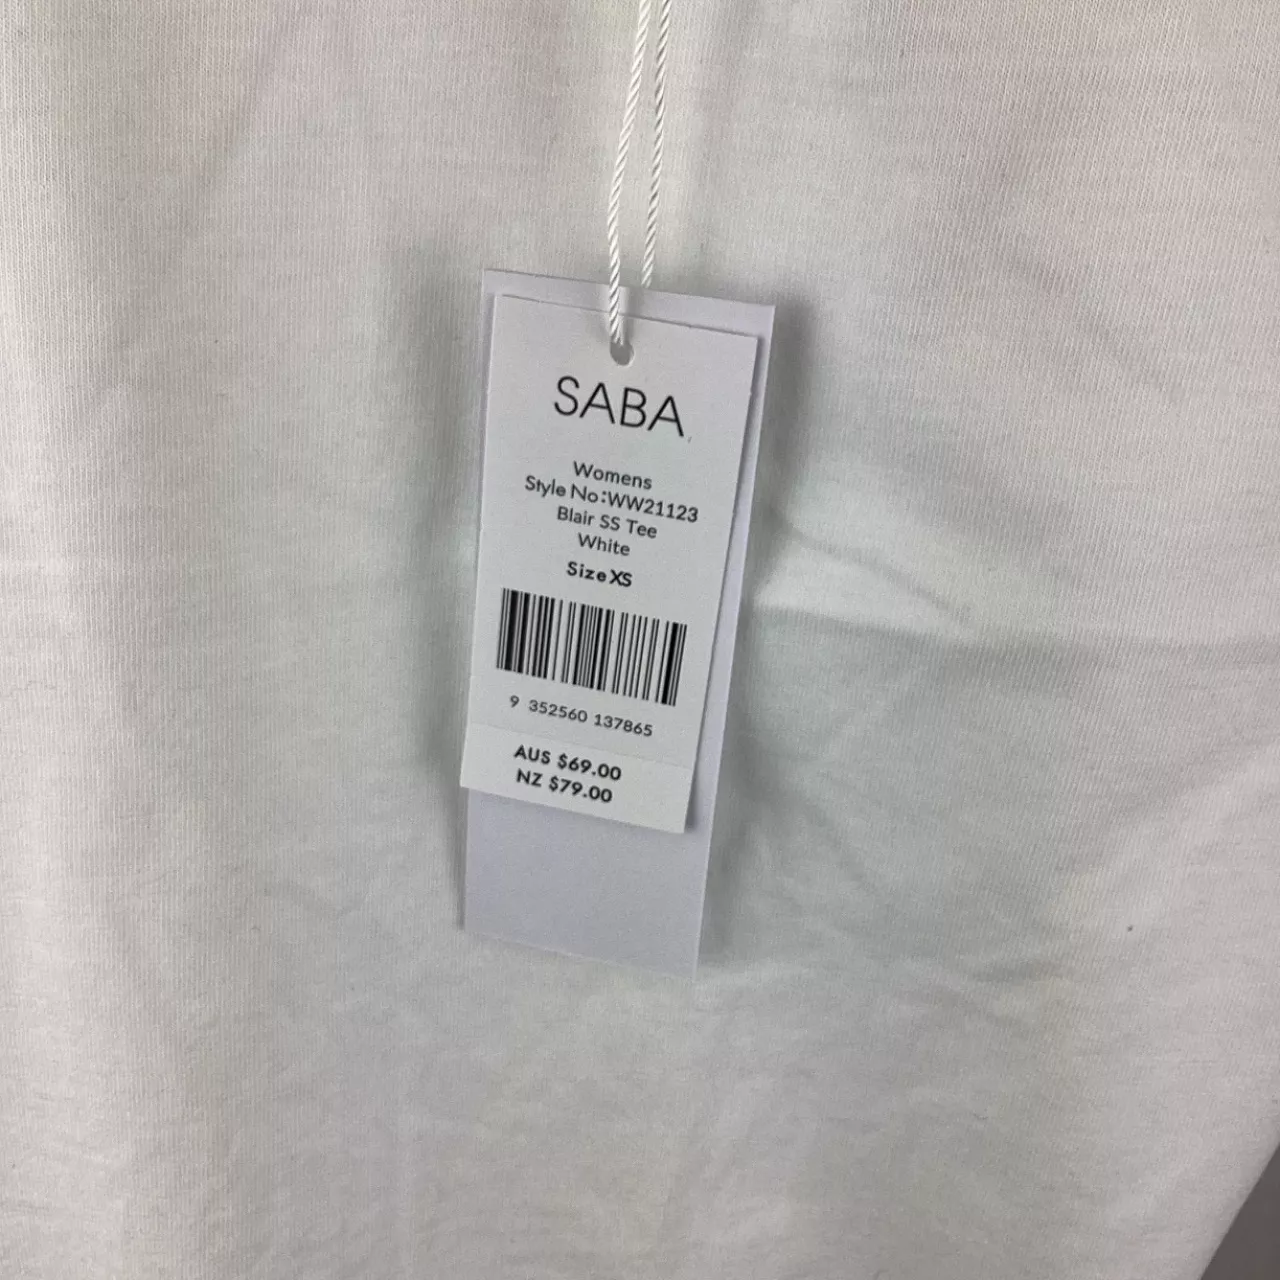 SABA
Womens
Style No:WW21123
Blair SS Tee
White
Size XS
9 352560 137865
AUS $69.00
NZ $79.00